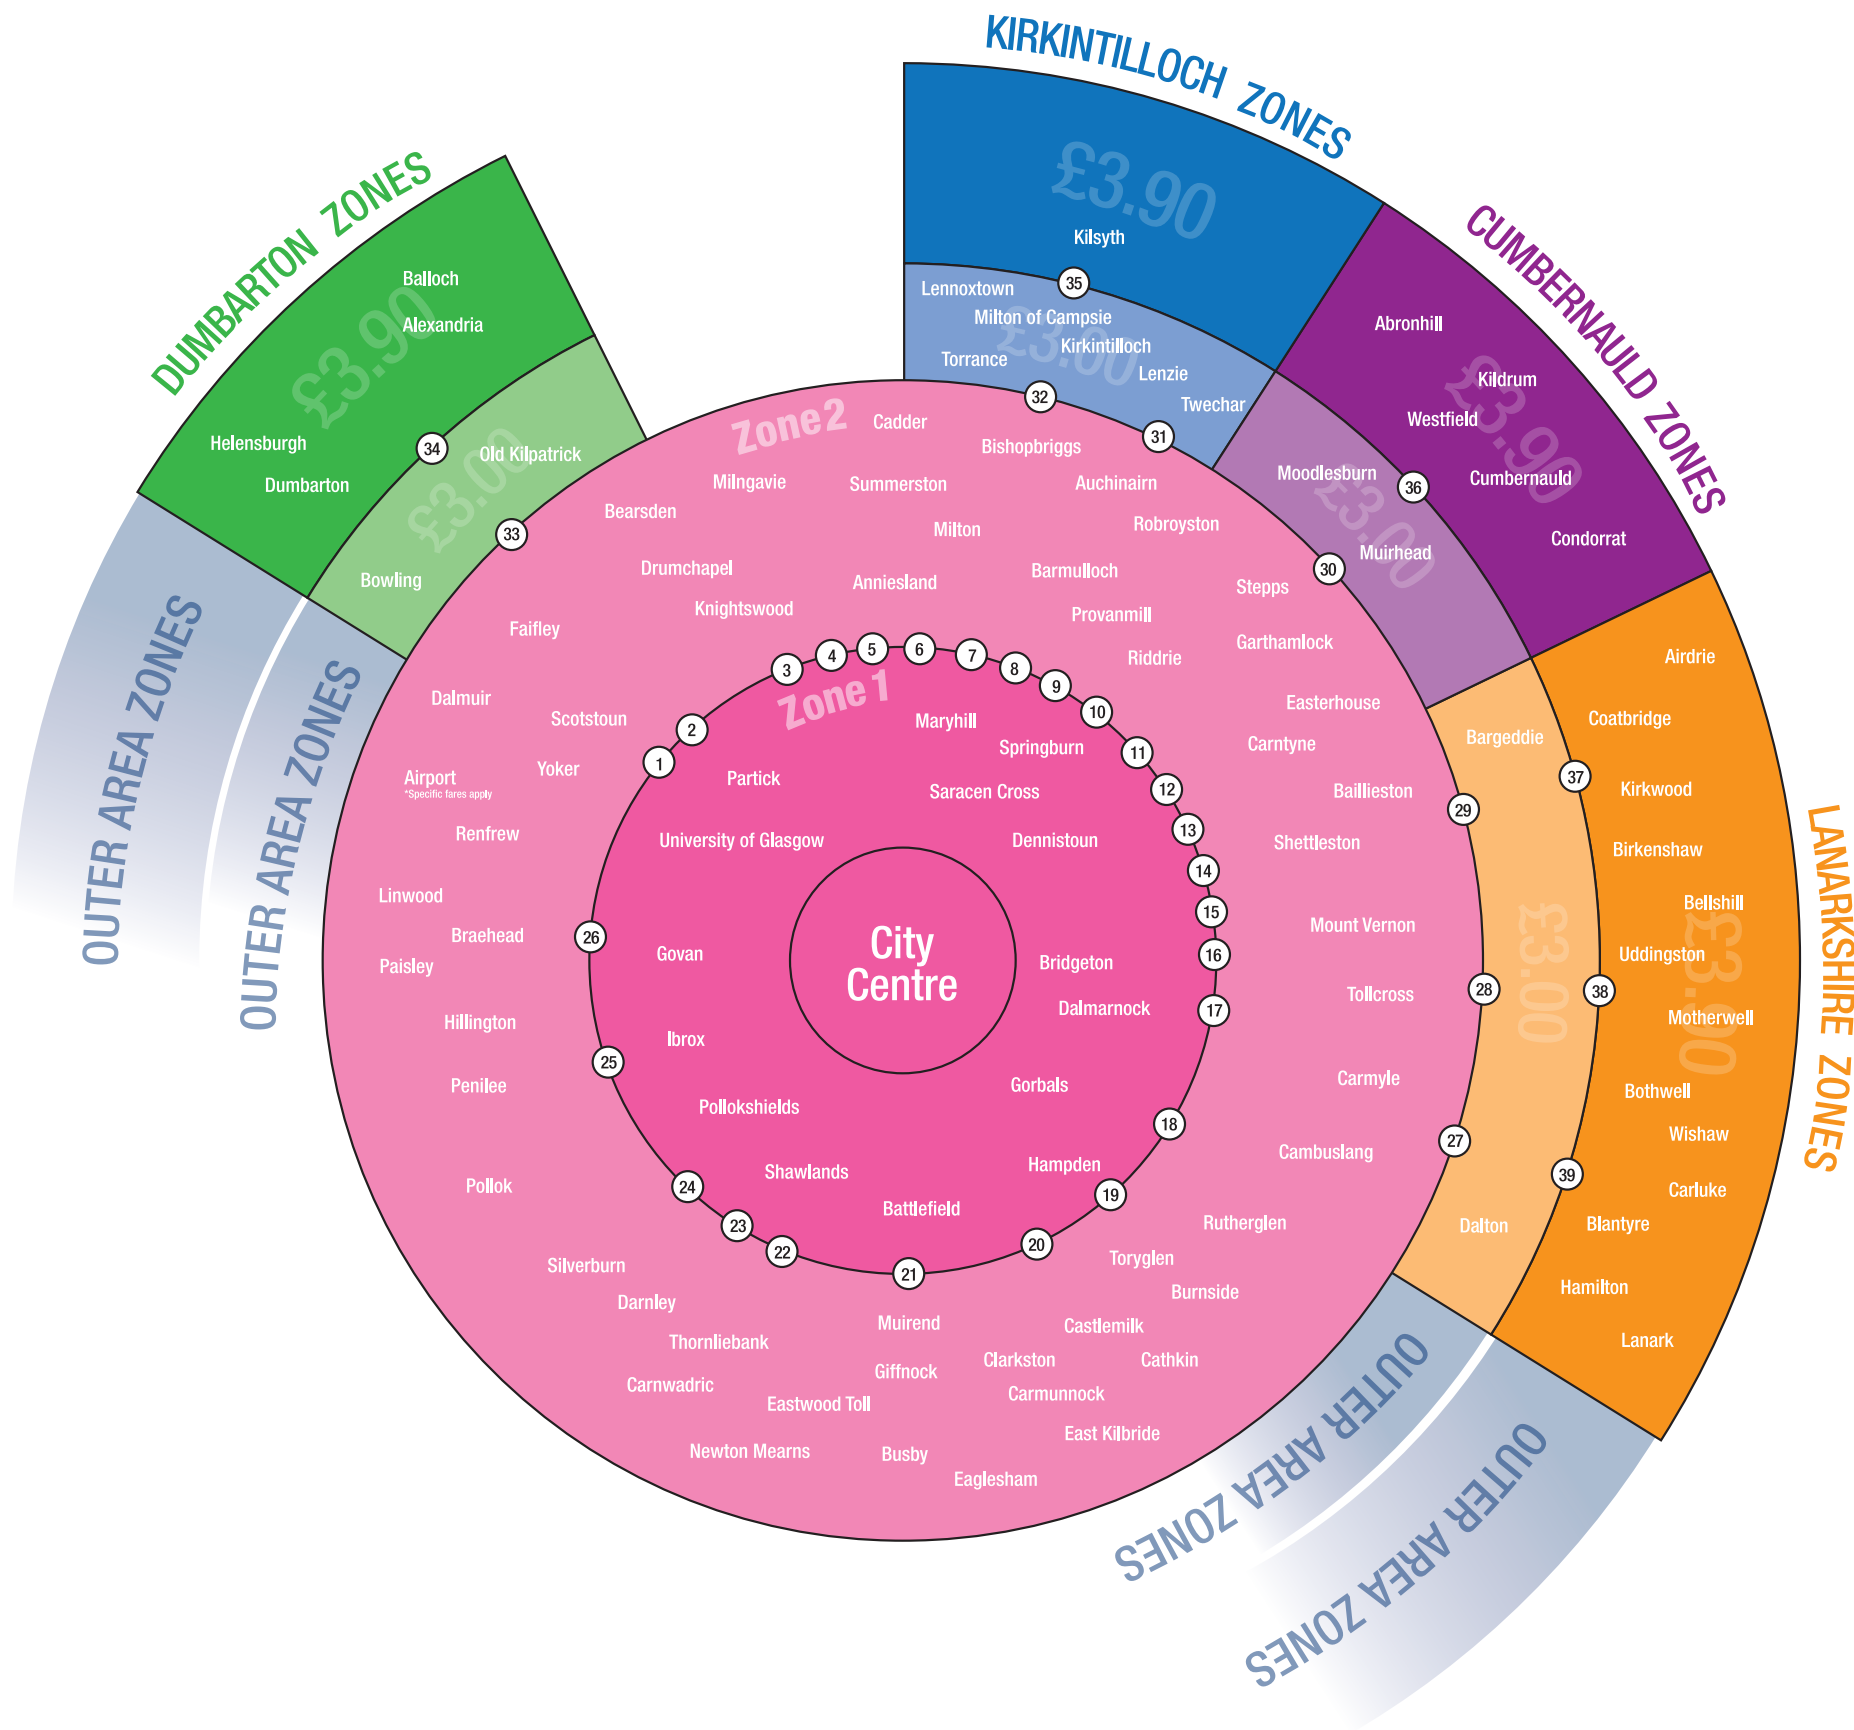 KIRKINTILLOCH ZONES
£3.90
Kilsyth
35
Lennoxtown
Milton of Campsie
£3.00
Kirkintilloch
Torrance
Lenzie
Twechar
32
31
DUMBARTON ZONES
Balloch
£3.90
Alexandria
Helensburgh
Dumbarton
34
Old Kilpatrick
£3.00
33
Bowling
CUMBERNAULD ZONES
Abronhill
£3.90
Kildrum
Westfield
Cumbernauld
Condorrat
36
Moodlesburn
£3.00
Muirhead
30
OUTER AREA ZONES
OUTER AREA ZONES
Zone2
Cadder
Bishopbriggs
Milngavie
Summerston
Auchinairn
Bearsden
Milton
Robroyston
Drumchapel
Anniesland
Barmulloch
Stepps
Knightswood
Provanmill
Faifley
Garthamlock
Riddrie
Dalmuir
Scotstoun
Easterhouse
Carntyne
Yoker
Airport
*Specific fares apply
Baillieston
Renfrew
Shettleston
Linwood
Braehead
Mount Vernon
Paisley
Tollcross
Hillington
Penilee
Carmyle
Cambuslang
Pollok
Rutherglen
Silverburn
Toryglen
Darnley
Burnside
Thornliebank
Muirend
Castlemilk
Carnwadric
Giffnock
Clarkston
Cathkin
Eastwood Toll
Carmunnock
Newton Mearns
Busby
East Kilbride
Eaglesham
1
2
3
4
5
6
7
8
9
10
11
12
13
14
15
16
17
18
19
20
21
22
23
24
25
26
Zone1
Maryhill
Springburn
Partick
Saracen Cross
University of Glasgow
Dennistoun
City
Centre
Govan
Bridgeton
Dalmarnock
Ibrox
Gorbals
Pollokshields
Shawlands
Hampden
Battlefield
LANARKSHIRE ZONES
Airdrie
Coatbridge
Bargeddie
37
Kirkwood
29
Birkenshaw
Bellshill
£3.00
£3.90
Uddingston
28
38
Motherwell
Bothwell
27
Wishaw
39
Carluke
Dalton
Blantyre
Hamilton
Lanark
OUTER AREA ZONES
OUTER AREA ZONES